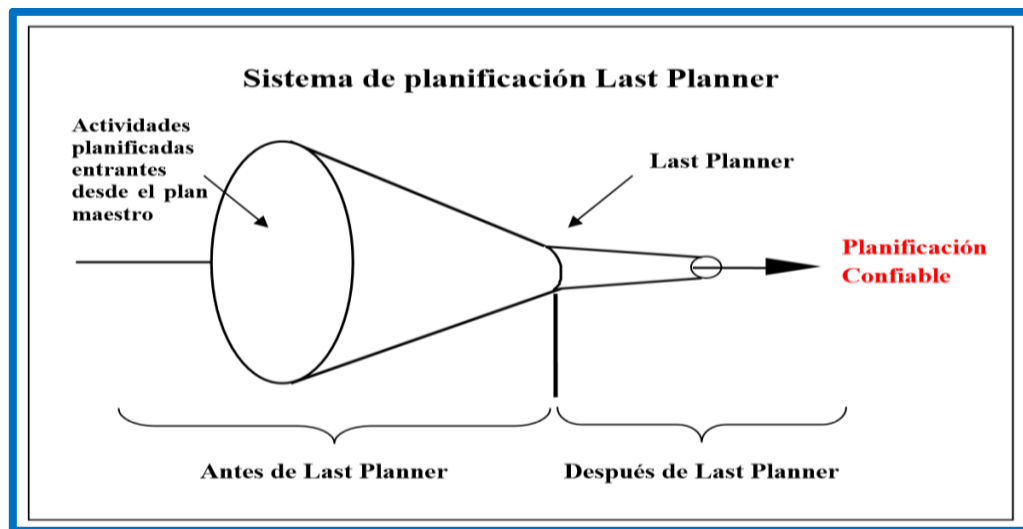 Sistema de planificación Last Planner
Actividades
planificadas
entrantes
desde el plan
maestro
Last Planner
Planificación
Confiable
Antes de Last Planner
Después de Last Planner